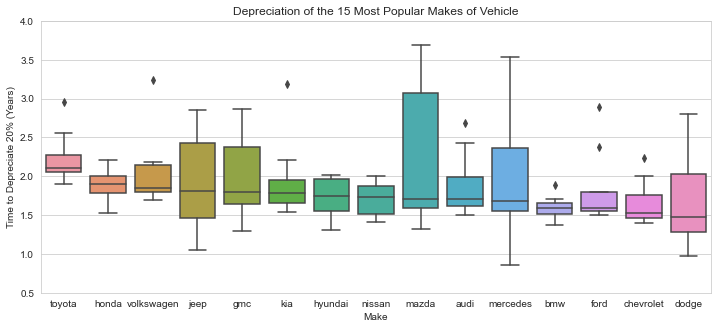 Depreciation of the 15 Most Popular Makes of Vehicle
Time to Depreciate 20% (Years)
4.0
3.5
3.0
2.5
2.0
1.5
1.0
0.5
toyota honda volkswagen jeep gmc kia hyundai nissan mazda audi mercedes bmw ford chevrolet dodge
Make